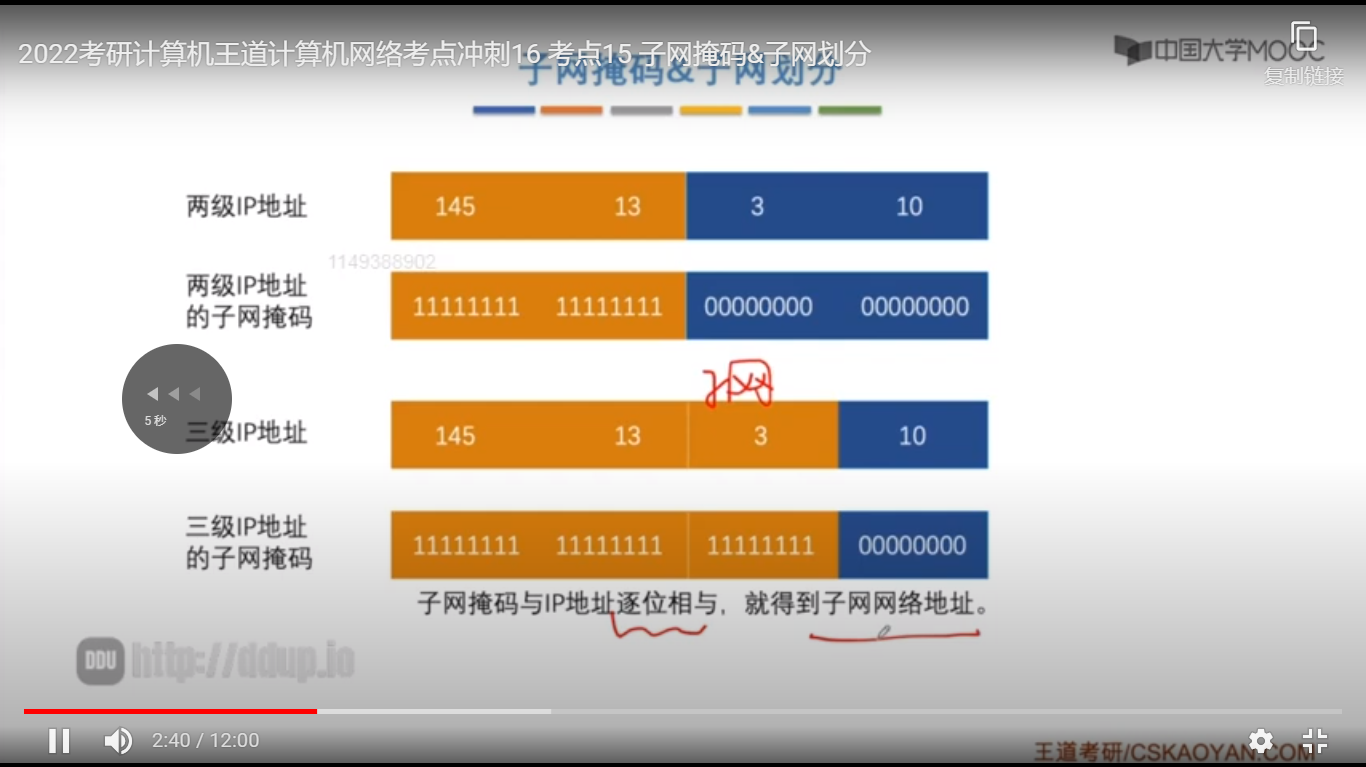 2022考研计算机王道计算机网络考点冲刺16 考点15 子网掩码&子网划分
中国大学MOOC
复制链接
子网掩码&子网划分
两级IP地址 145 13 3 10
1149388902
两级IP地址
的子网掩码
11111111 11111111 00000000 00000000
子网
5秒
三级IP地址 145 13 3 10
三级IP地址
的子网掩码
11111111 11111111 11111111 00000000
子网掩码与IP地址逐位相与，就得到子网网络地址。
DDU http://ddup.io
2:40 / 12:00
王道考研/CSKAOYAN.COM